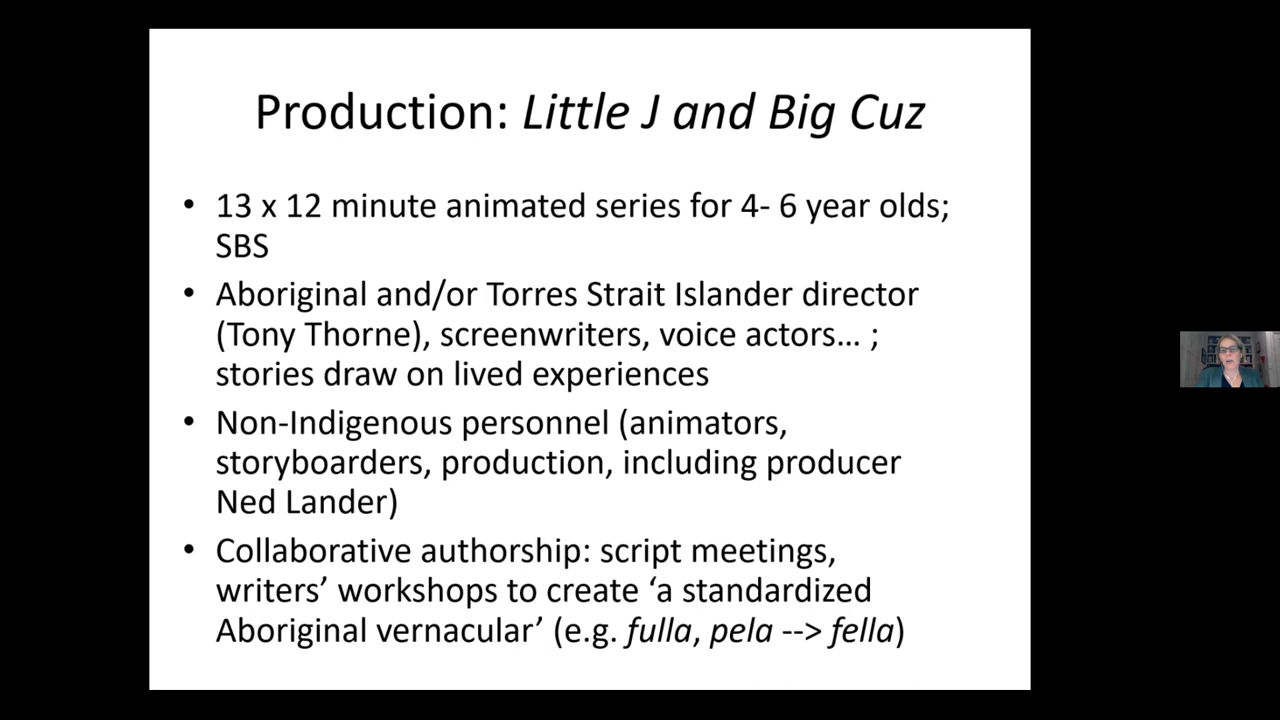 Production: Little J and Big Cuz
• 13 x 12 minute animated series for 4- 6 year olds;
SBS
• Aboriginal and/or Torres Strait Islander director
(Tony Thorne), screenwriters, voice actors… ;
stories draw on lived experiences
• Non-Indigenous personnel (animators,
storyboarders, production, including producer
Ned Lander)
• Collaborative authorship: script meetings,
writers’ workshops to create ‘a standardized
Aboriginal vernacular’ (e.g. fulla, pela --> fella)